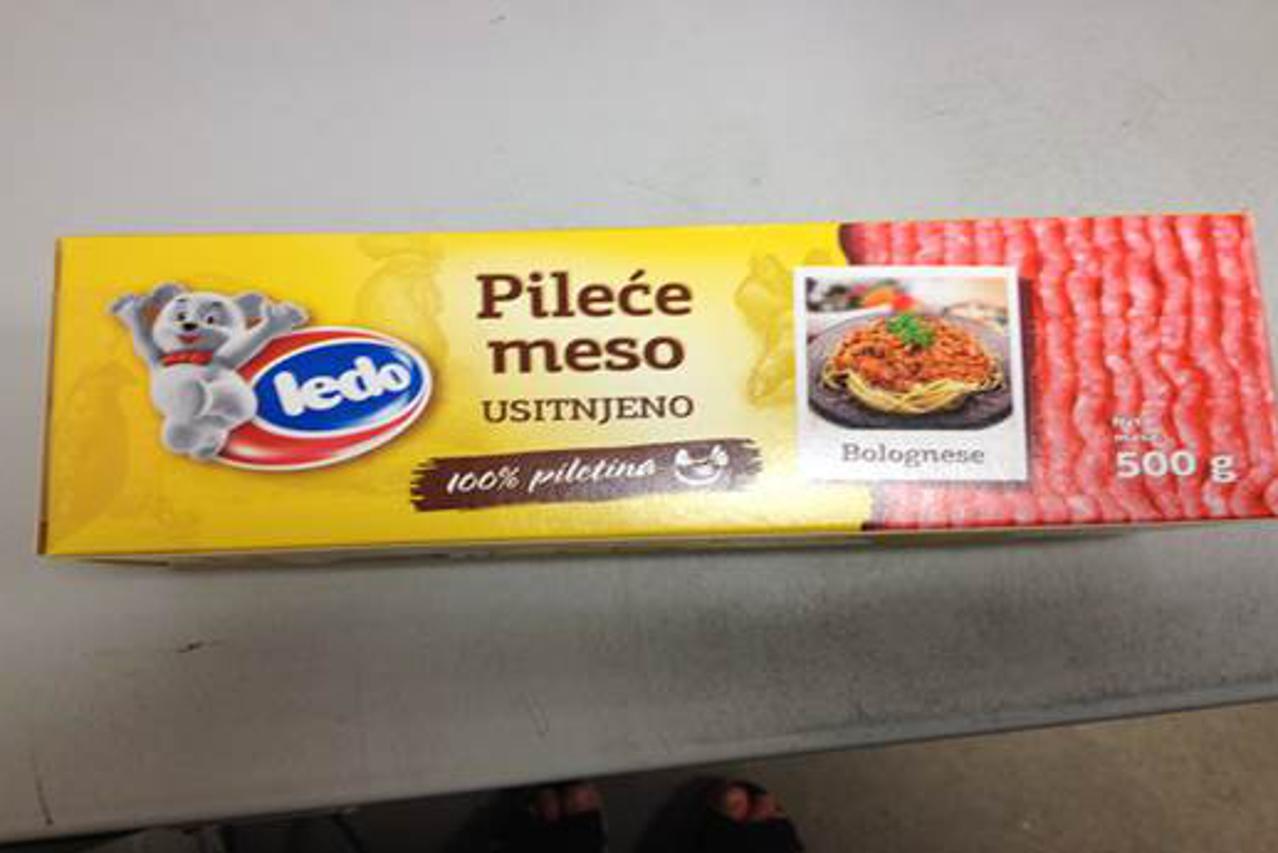 ledo
Pileće
meso
USITNJENO
100% piletina
Bolognese
500 g